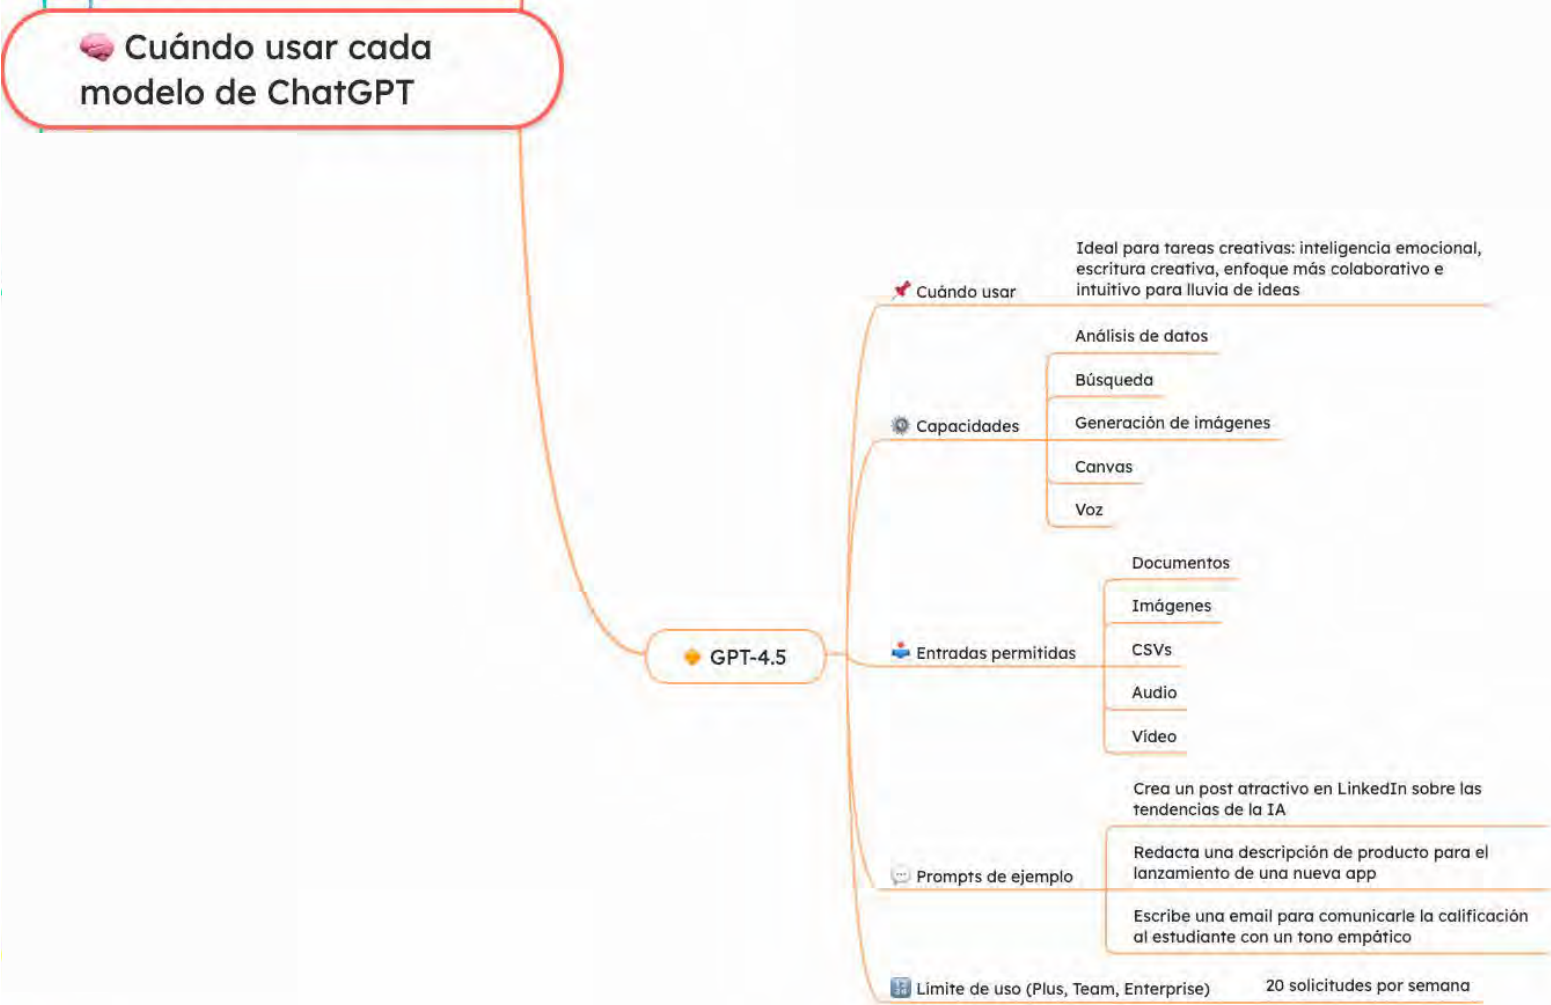 🧠 Cuándo usar cada
modelo de ChatGPT
🔸 GPT-4.5
📌 Cuándo usar
Ideal para tareas creativas: inteligencia emocional,
escritura creativa, enfoque más colaborativo e
intuitivo para lluvia de ideas
⚙️ Capacidades
Análisis de datos
Búsqueda
Generación de imágenes
Canvas
Voz
📥 Entradas permitidas
Documentos
Imágenes
CSVs
Audio
Video
💬 Prompts de ejemplo
Crea un post atractivo en LinkedIn sobre las
tendencias de la IA
Redacta una descripción de producto para el
lanzamiento de una nueva app
Escribe una email para comunicarle la calificación
al estudiante con un tono empático
🔢 Límite de uso (Plus, Team, Enterprise)
20 solicitudes por semana